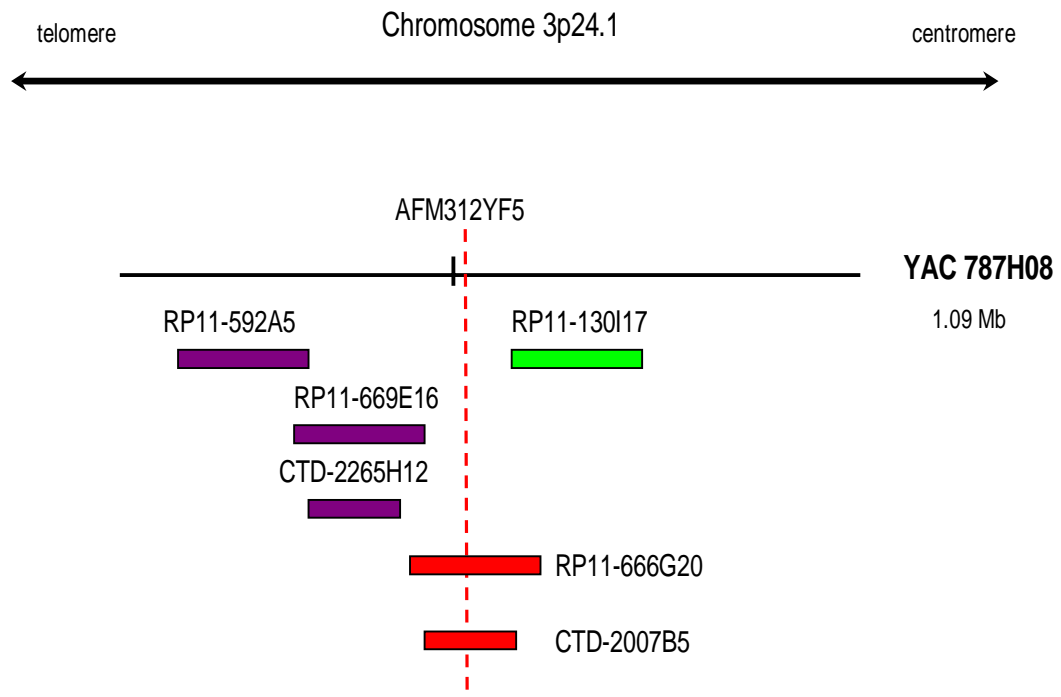 Chromosome 3p24.1
telomere
centromere
AFM312YF5
YAC 787H08
1.09 Mb
RP11-592A5
RP11-130I17
RP11-669E16
CTD-2265H12
RP11-666G20
CTD-2007B5